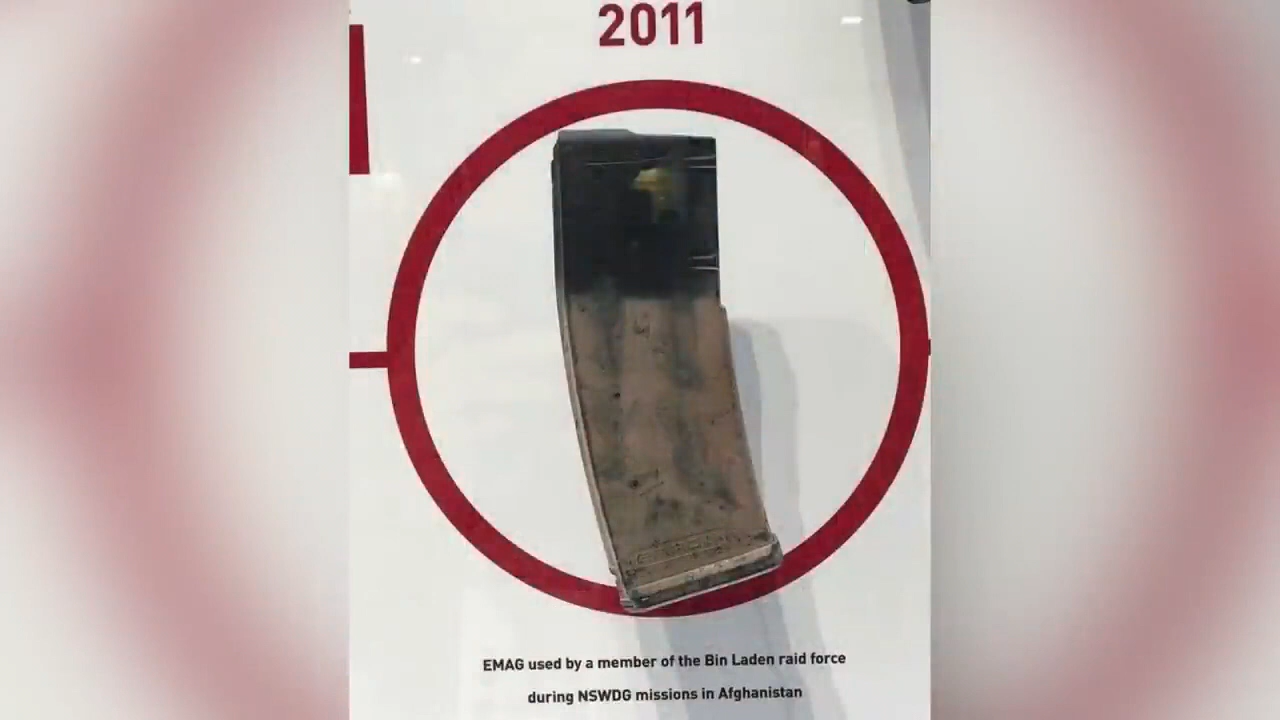 2011
EMAG used by a member of the Bin Laden raid force
during NSWDG missions in Afghanistan